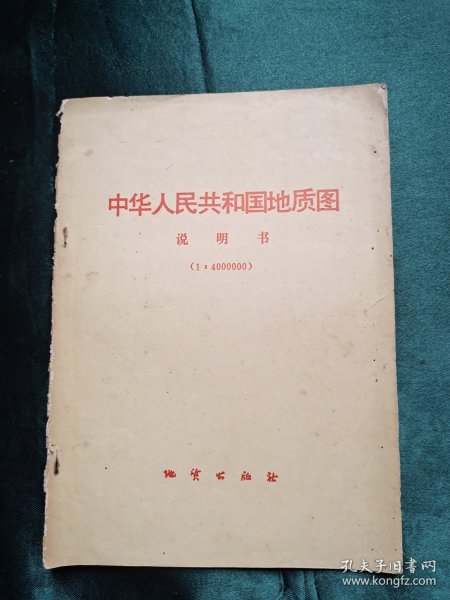 中华人民共和国地质图
说明书
(1:4000000)
地质出版社
孔夫子旧书网
www.kongfz.com